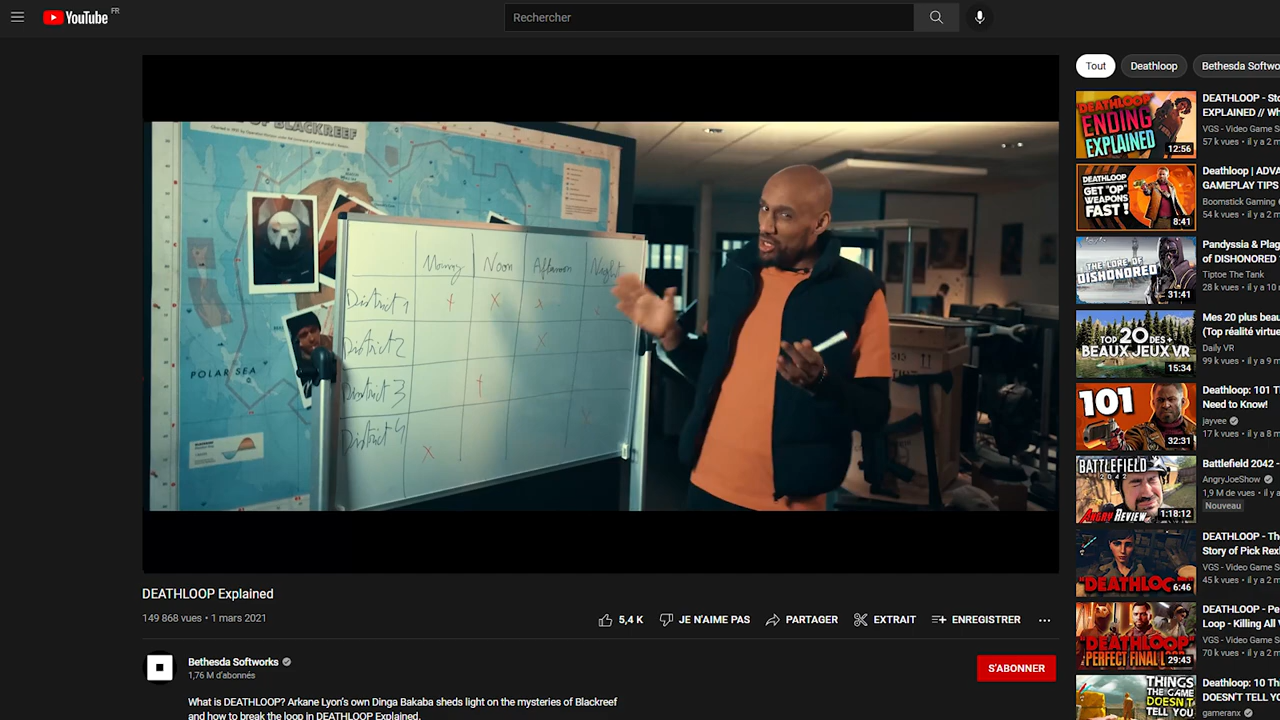 YouTube FR
Rechercher
Tout
Deathloop
Bethesda Softwo
OF BLACKREEF
Morning Noon Afternoon Night
District 1
District 2
District 3
District 4
POLAR SEA
DEATHLOOP Explained
149 868 vues • 1 mars 2021
5,4 K
JE N'AIME PAS
PARTAGER
EXTRAIT
ENREGISTRER
Bethesda Softworks
1,76 M d'abonnés
S'ABONNER
What is DEATHLOOP? Arkane Lyon's own Dinga Bakaba sheds light on the mysteries of Blackreef
and how to break the loop in DEATHLOOP Explained.
DEATHLOOP
ENDING
EXPLAINED
12:56
DEATHLOOP - Sto
EXPLAINED // Wh
VGS - Video Game S
57 k vues • il y a 2 m
DEATHLOOP
GET "OP"
WEAPONS
FAST!
8:41
Deathloop | ADVA
GAMEPLAY TIPS
Boomstick Gaming
54 k vues • il y a 2 m
THE LORE OF
DISHONORED
31:41
Pandyssia & Plag
of DISHONORED
Tiptoe The Tank
28 k vues • il y a 10 m
TOP 20 DES +
BEAUX JEUX VR
15:34
Mes 20 plus beau
(Top réalité virtue
Daily VR
99 k vues • il y a 9 m
101
32:31
Deathloop: 101 T
Need to Know!
jayvee
17 k vues • il y a 8 m
BATTLEFIELD
2042
ANGRY REVIEW
1:18:12
Battlefield 2042 -
AngryJoeShow
1,9 M de vues • il y a
Nouveau
"DEATHLOC
6:46
DEATHLOOP - The
Story of Pick Rex
VGS - Video Game S
45 k vues • il y a 2 m
"DEATHLOOP"
"PERFECT FINAL
29:43
DEATHLOOP - Pe
Loop - Killing All V
VGS - Video Game S
70 k vues • il y a 2 m
THINGS
THE GAME
DOESN'T
TELL YOU
Deathloop: 10 Th
DOESN'T TELL YO
gameranx